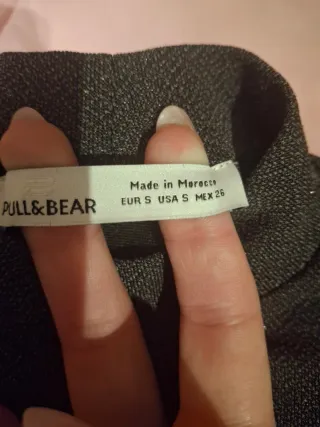 PULL&BEAR
Made in Morocco
EUR S USA S MEX 26